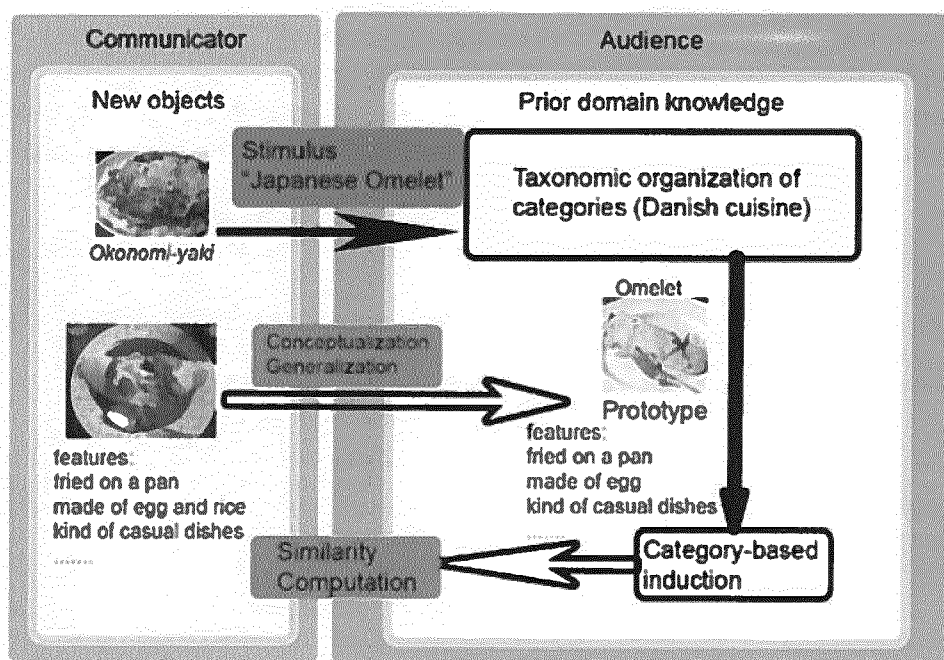 Communicator
Audience
New objects
Prior domain knowledge
Stimulus
"Japanese Omelet"
Taxonomic organization of
categories (Danish cuisine)
Okonomi-yaki
Omelet
Conceptualization
Generalization
Prototype
features:
fried on a pan
made of egg
kind of casual dishes
.......
features:
fried on a pan
made of egg and rice
kind of casual dishes
.......
Similarity
Computation
Category-based
induction